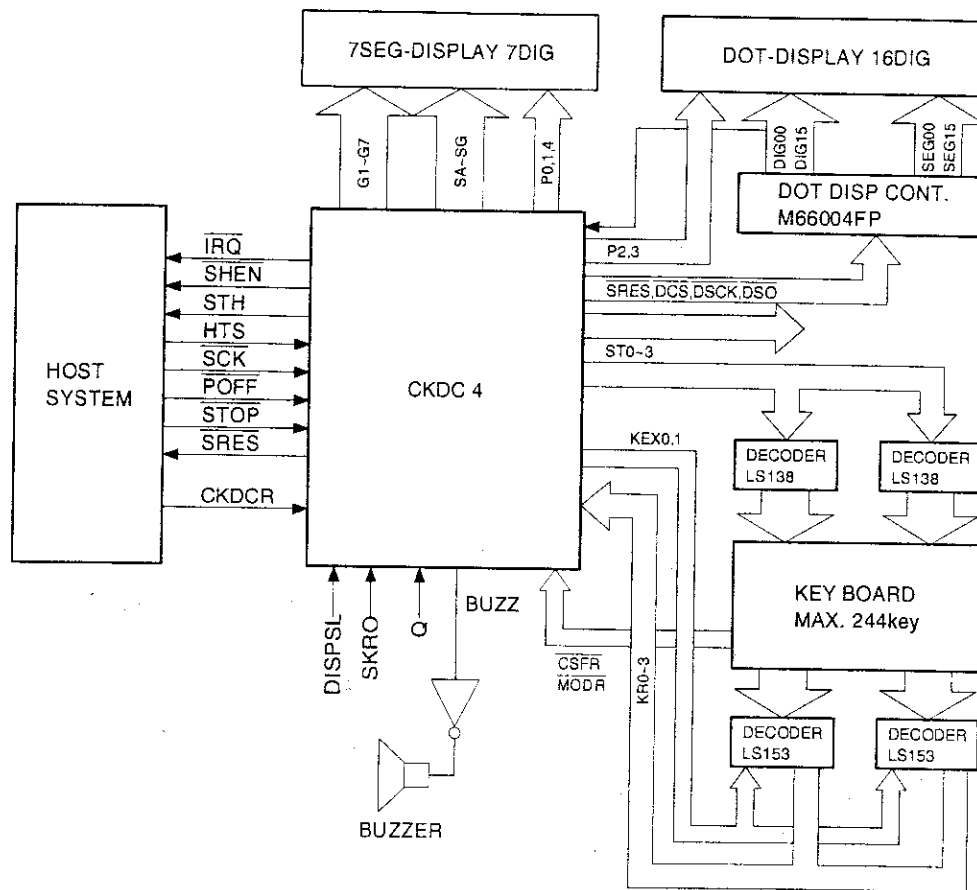 7SEG-DISPLAY 7DIG
DOT-DISPLAY 16DIG
G1~G7
SA~SG
P0,1,4
DIG00
DIG15
SEG00
SEG15
DOT DISP CONT.
M66004FP
P2,3
SRES,DCS,DSCK,DSO
ST0~3
HOST
SYSTEM
IRQ
SHEN
STH
HTS
SCK
POFF
STOP
SRES
CKDCR
CKDC 4
KEX0,1
DECODER
LS138
DECODER
LS138
KEY BOARD
MAX. 244key
DISPSL
SKRO
Q
BUZZ
CSFR
MODR
KR0~3
DECODER
LS153
DECODER
LS153
BUZZER